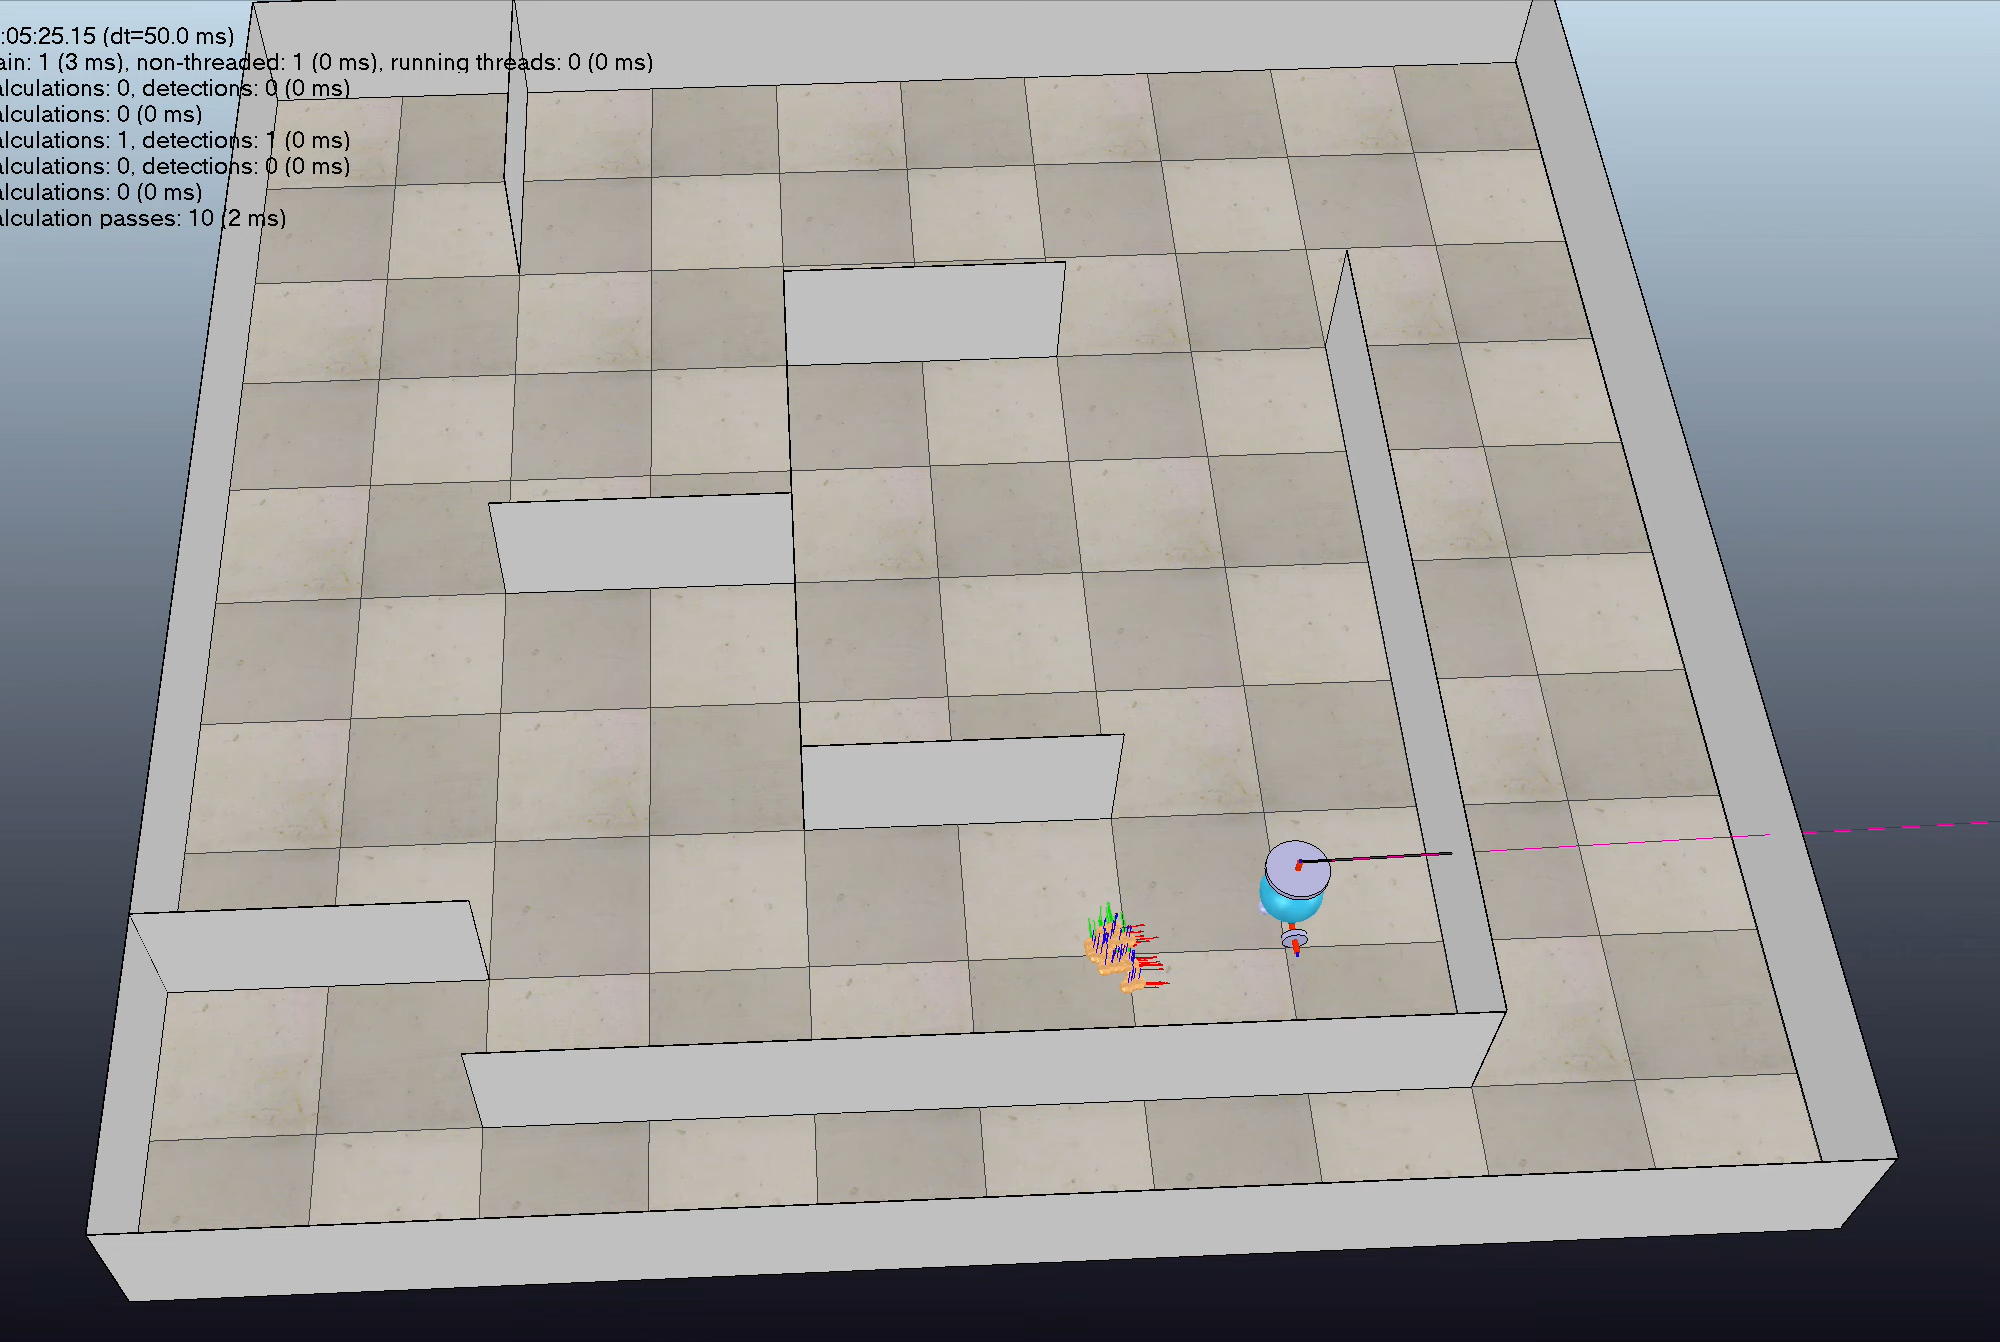 :05:25.15 (dt=50.0 ms)
ain: 1 (3 ms), non-threaded: 1 (0 ms), running threads: 0 (0 ms)
alculations: 0, detections: 0 (0 ms)
alculations: 0 (0 ms)
alculations: 1, detections: 1 (0 ms)
alculations: 0, detections: 0 (0 ms)
alculations: 0 (0 ms)
alculation passes: 10 (2 ms)